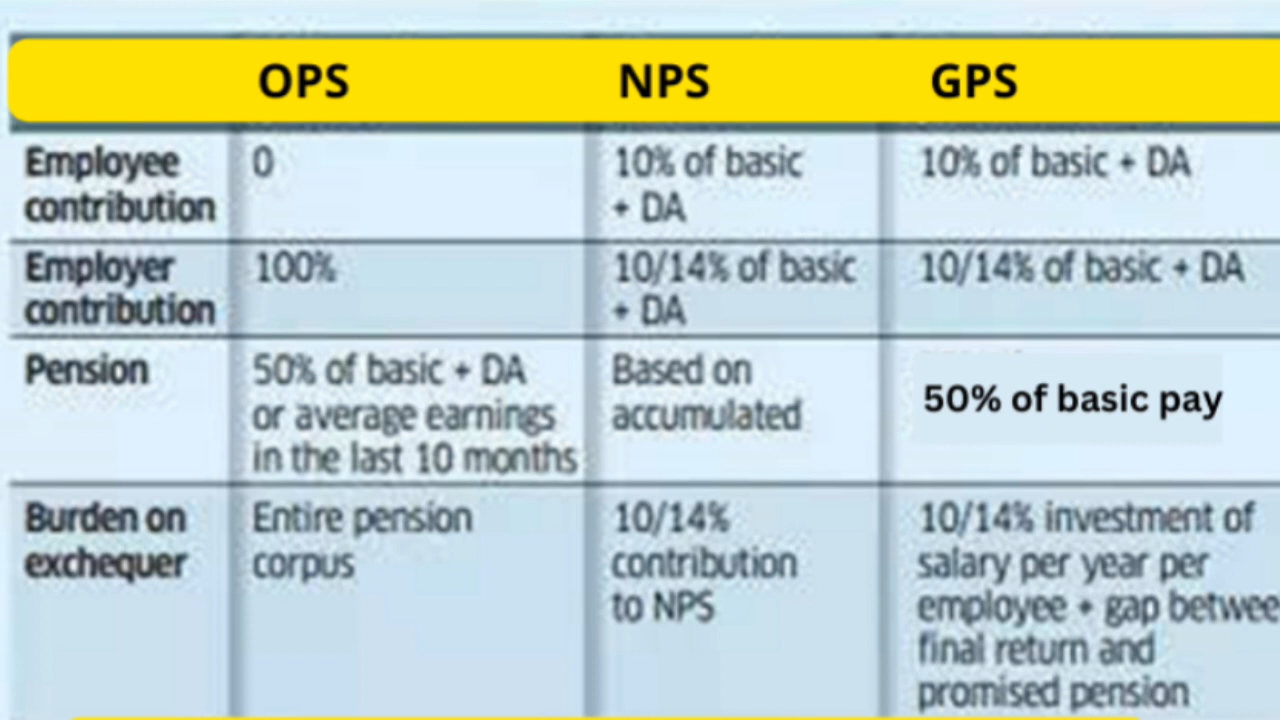 OPS NPS GPS
Employee contribution
0
10% of basic
+ DA
10% of basic + DA
Employer contribution
100%
10/14% of basic
+ DA
10/14% of basic + DA
Pension
50% of basic + DA
or average earnings
in the last 10 months
Based on
accumulated
50% of basic pay
Burden on
exchequer
Entire pension
corpus
10/14%
contribution
to NPS
10/14% investment of
salary per year per
employee + gap betwee
final return and
promised pension